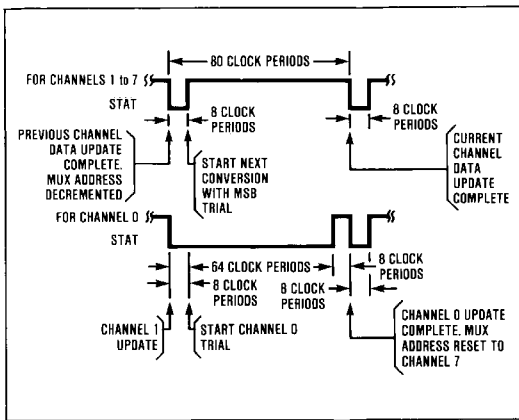 80 CLOCK PERIODS
FOR CHANNELS 1 to 7
STAT
8 CLOCK
PERIODS
8 CLOCK
PERIODS
PREVIOUS CHANNEL
DATA UPDATE
COMPLETE.
MUX ADDRESS
DECREMENTED
START NEXT
CONVERSION
WITH MSB
TRIAL
CURRENT
CHANNEL
DATA
UPDATE
COMPLETE
FOR CHANNEL 0
STAT
64 CLOCK PERIODS
8 CLOCK
PERIODS
8 CLOCK
PERIODS
8 CLOCK
PERIODS
CHANNEL 1
UPDATE
START CHANNEL 0
TRIAL
CHANNEL 0 UPDATE
COMPLETE. MUX
ADDRESS RESET TO
CHANNEL 7